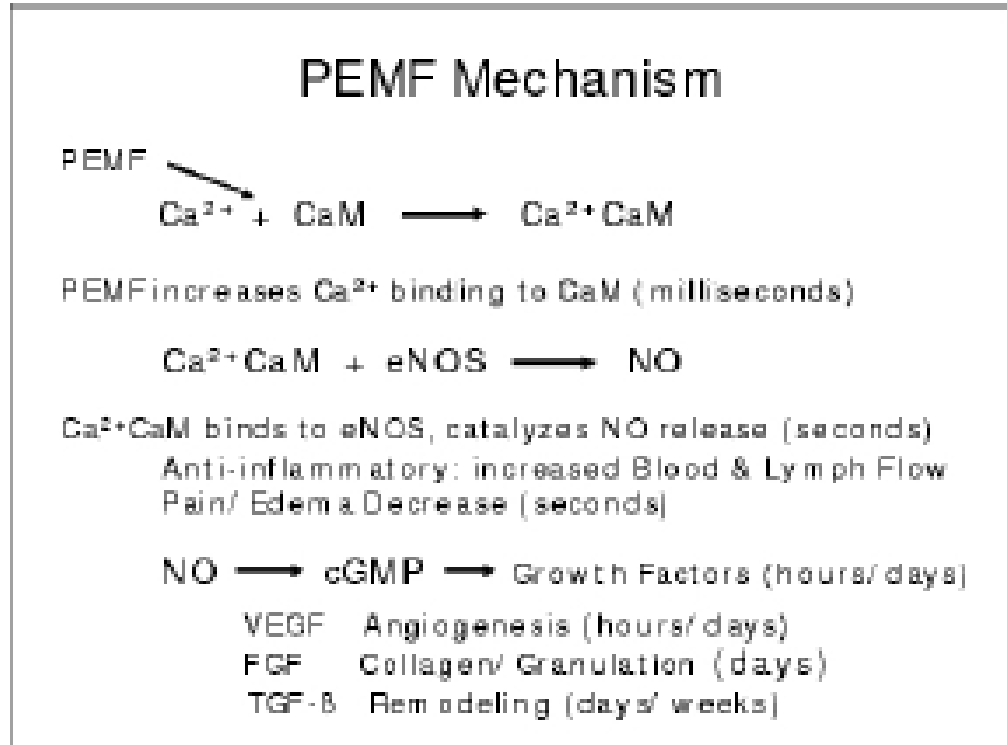 PEMF Mechanism
PEMF
Ca²⁺ + CaM → Ca²⁺CaM
PEMF increases Ca²⁺ binding to CaM (milliseconds)
Ca²⁺CaM + eNOS → NO
Ca²⁺CaM binds to eNOS, catalyzes NO release (seconds)
Anti-inflammatory: increased Blood & Lymph Flow
Pain/ Edema Decrease (seconds)
NO → cGMP → Growth Factors (hours/ days)
VEGF Angiogenesis (hours/ days)
FGF Collagen/ Granulation (days)
TGF-ß Remodeling (days/ weeks)